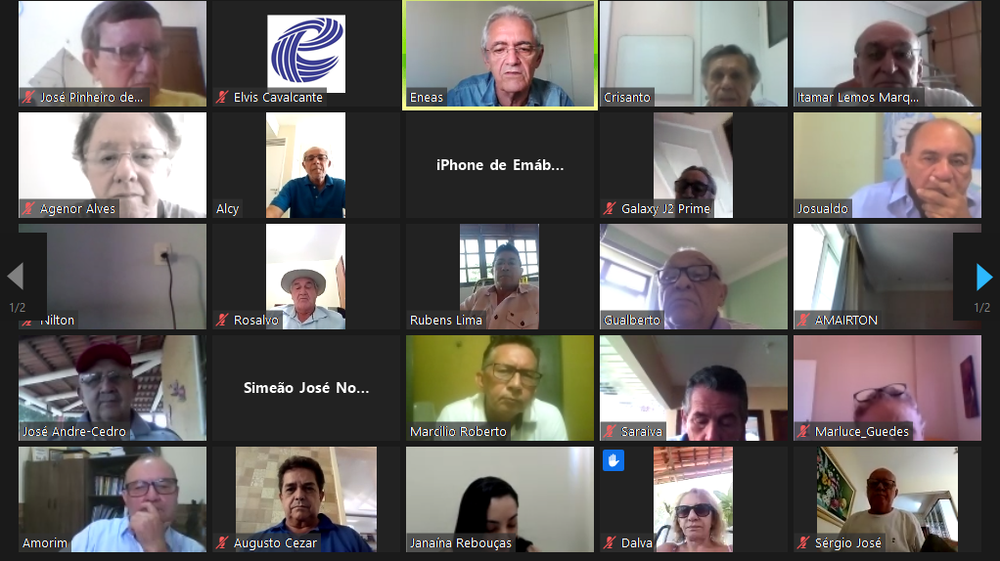 José Pinheiro de...
Elvis Cavalcante
Eneas
Crisanto
Itamar Lemos Marq...
Agenor Alves
Alcy
iPhone de Emáb...
Galaxy J2 Prime
Josualdo
1/2
Nilton
Rosalvo
Rubens Lima
Gualberto
AMAIRTON
1/2
José Andre-Cedro
Simeão José No...
Marcilio Roberto
Saraiva
Marluce_Guedes
Amorim
Augusto Cezar
Janaína Rebouças
Dalva
Sérgio José